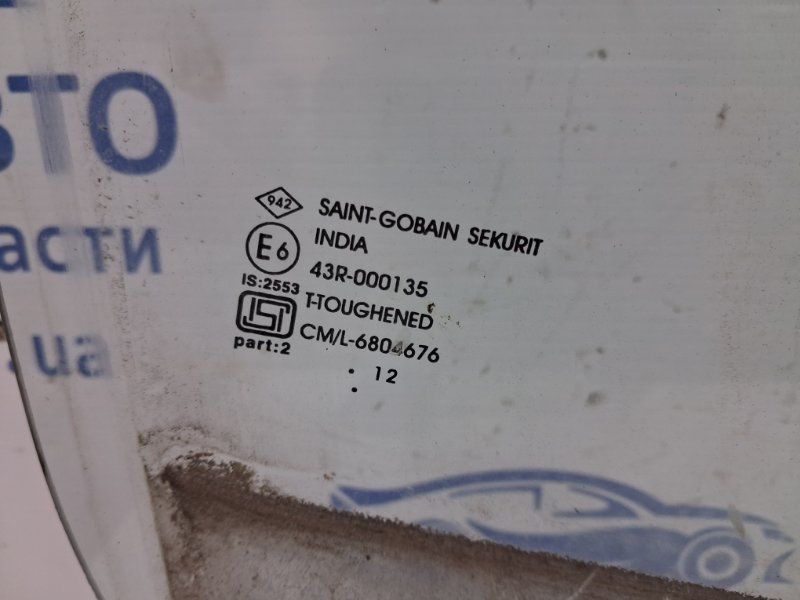 ВТО
асти
.ua
942
SAINT-GOBAIN SEKURIT
INDIA
E6
43R-000135
IS:2553
T-TOUGHENED
ISI
CM/L-6804676
part:2
12